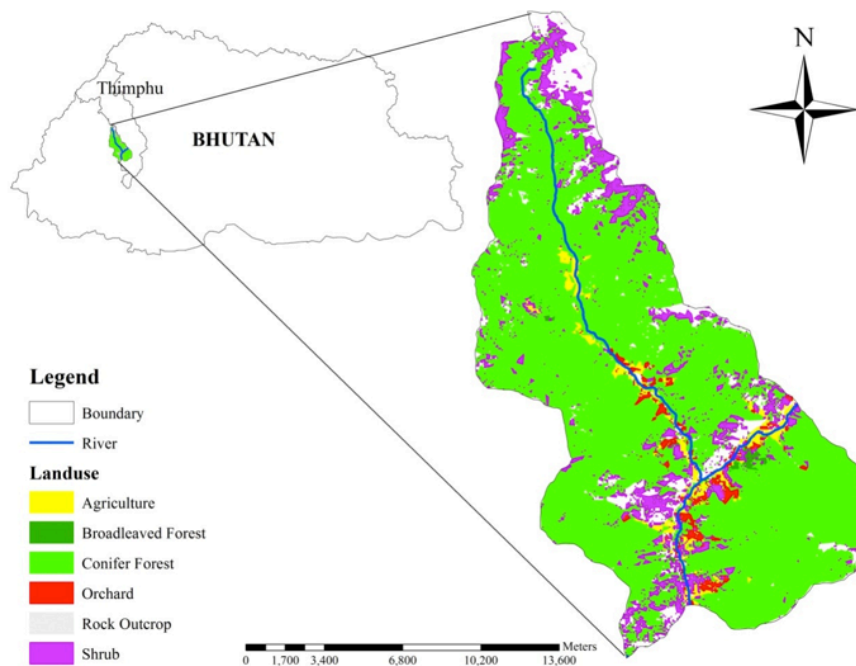 Thimphu
BHUTAN
N
Legend
Boundary
River
Landuse
Agriculture
Broadleaved Forest
Conifer Forest
Orchard
Rock Outcrop
Shrub
Meters
0 1,700 3,400 6,800 10,200 13,600